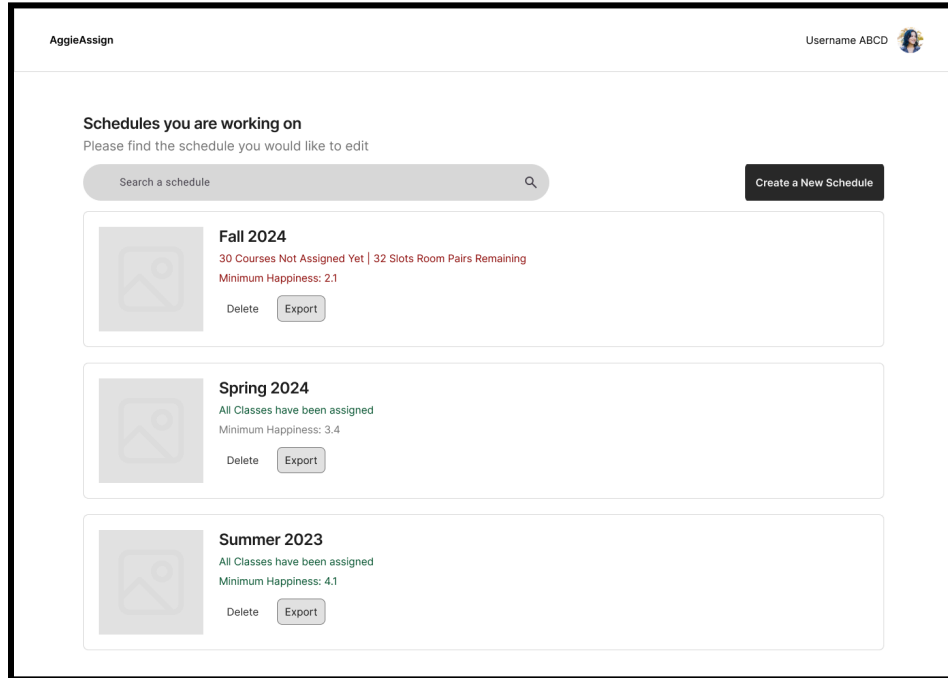 AggieAssign
Username ABCD
Schedules you are working on
Please find the schedule you would like to edit
Search a schedule
Create a New Schedule
Fall 2024
30 Courses Not Assigned Yet | 32 Slots Room Pairs Remaining
Minimum Happiness: 2.1
Delete Export
Spring 2024
All Classes have been assigned
Minimum Happiness: 3.4
Delete Export
Summer 2023
All Classes have been assigned
Minimum Happiness: 4.1
Delete Export